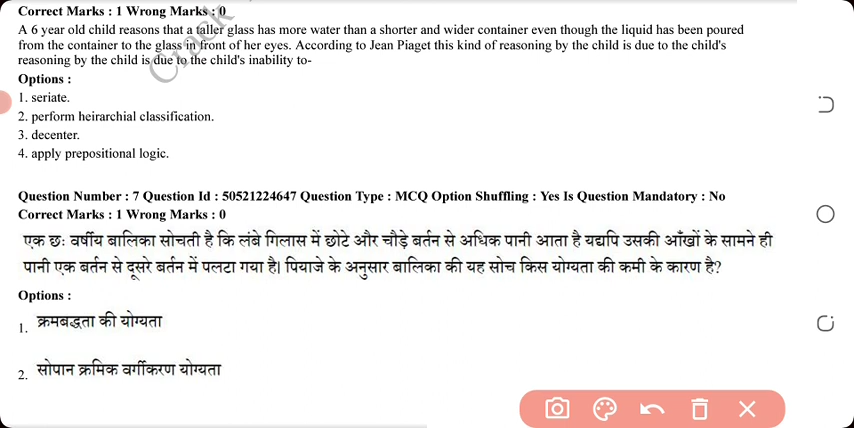 Correct Marks : 1 Wrong Marks : 0
A 6 year old child reasons that a taller glass has more water than a shorter and wider container even though the liquid has been poured
from the container to the glass in front of her eyes. According to Jean Piaget this kind of reasoning by the child is due to the child's
reasoning by the child is due to the child's inability to-
Options :
1. seriate.
2. perform heirarchial classification.
3. decenter.
4. apply prepositional logic.
Question Number : 7 Question Id : 50521224647 Question Type : MCQ Option Shuffling : Yes Is Question Mandatory : No
Correct Marks : 1 Wrong Marks : 0
एक छः वर्षीय बालिका सोचती है कि लंबे गिलास में छोटे और चौड़े बर्तन से अधिक पानी आता है यद्यपि उसकी आँखों के सामने ही
पानी एक बर्तन से दूसरे बर्तन में पलटा गया है। पियाजे के अनुसार बालिका की यह सोच किस योग्यता की कमी के कारण है?
Options :
1. क्रमबद्धता की योग्यता
2. सोपान क्रमिक वर्गीकरण योग्यता